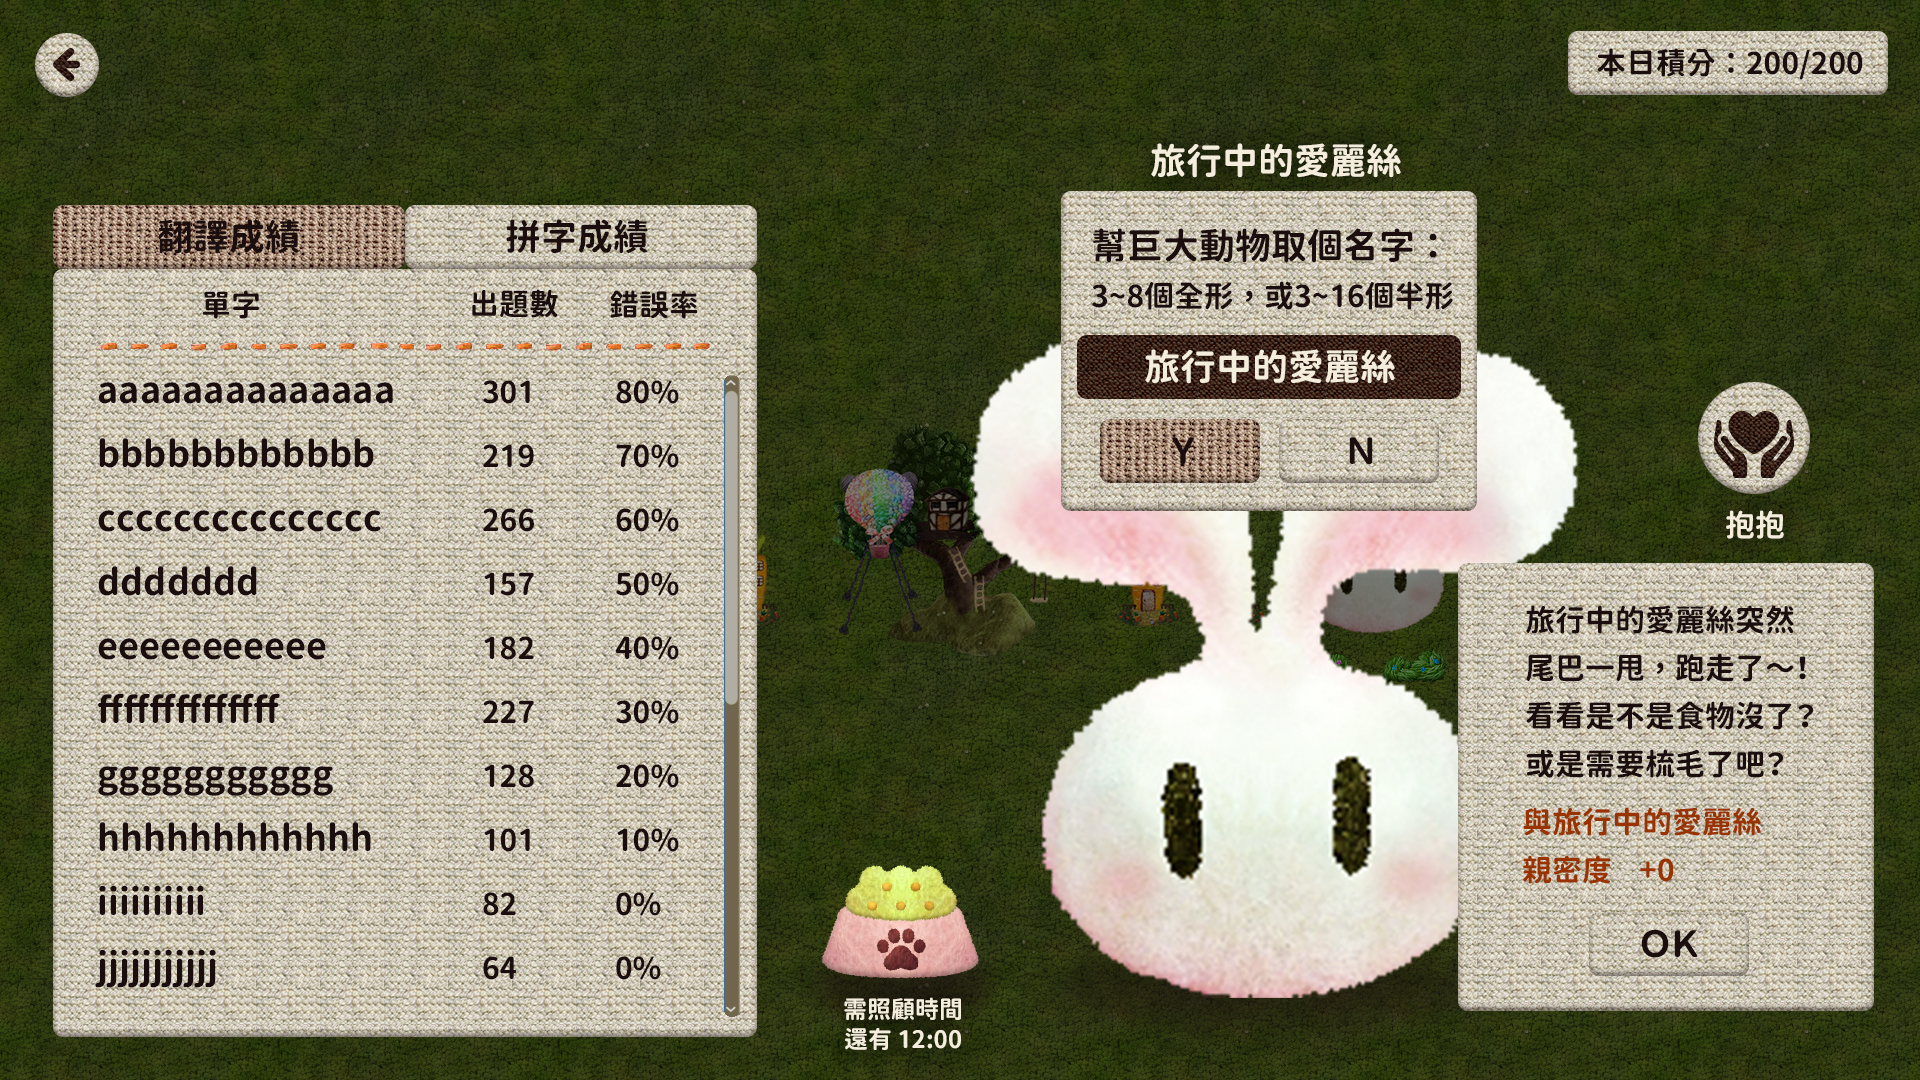 本日積分：200/200
翻譯成績 拼字成績
單字 出題數 錯誤率
aaaaaaaaaaaaaa 301 80%
bbbbbbbbbbbb 219 70%
ccccccccccccccc 266 60%
ddddddd 157 50%
eeeeeeeeeee 182 40%
ffffffffffffff 227 30%
ggggggggggg 128 20%
hhhhhhhhhhhh 101 10%
iiiiiiiiii 82 0%
jjjjjjjjjjj 64 0%
旅行中的愛麗絲
幫巨大動物取個名字：
3~8個全形，或3~16個半形
旅行中的愛麗絲
Y N
抱抱
旅行中的愛麗絲突然
尾巴一甩，跑走了～！
看看是不是食物沒了？
或是需要梳毛了吧？
與旅行中的愛麗絲
親密度 +0
OK
需照顧時間
還有 12:00